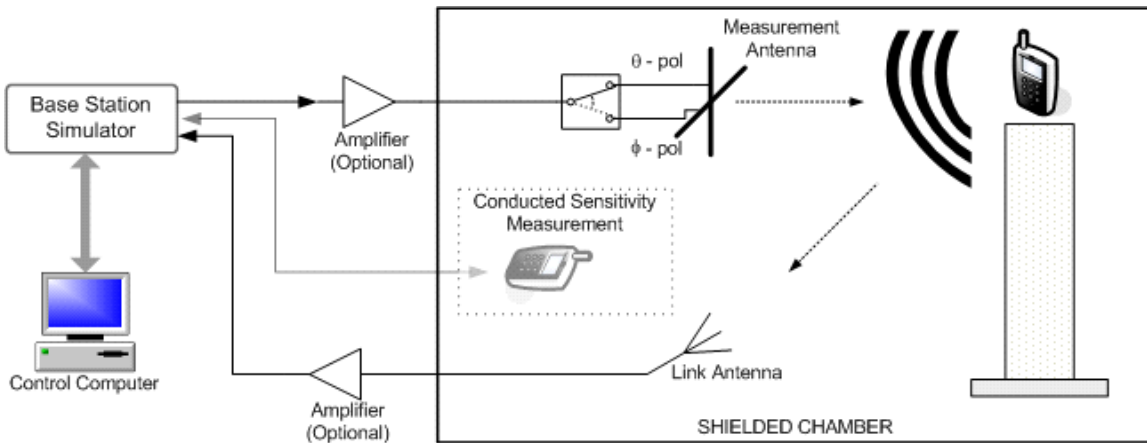 Measurement
Antenna
θ - pol
Base Station
Simulator
Amplifier
(Optional)
ϕ - pol
Conducted Sensitivity
Measurement
Control Computer
Link Antenna
Amplifier
(Optional)
SHIELDED CHAMBER